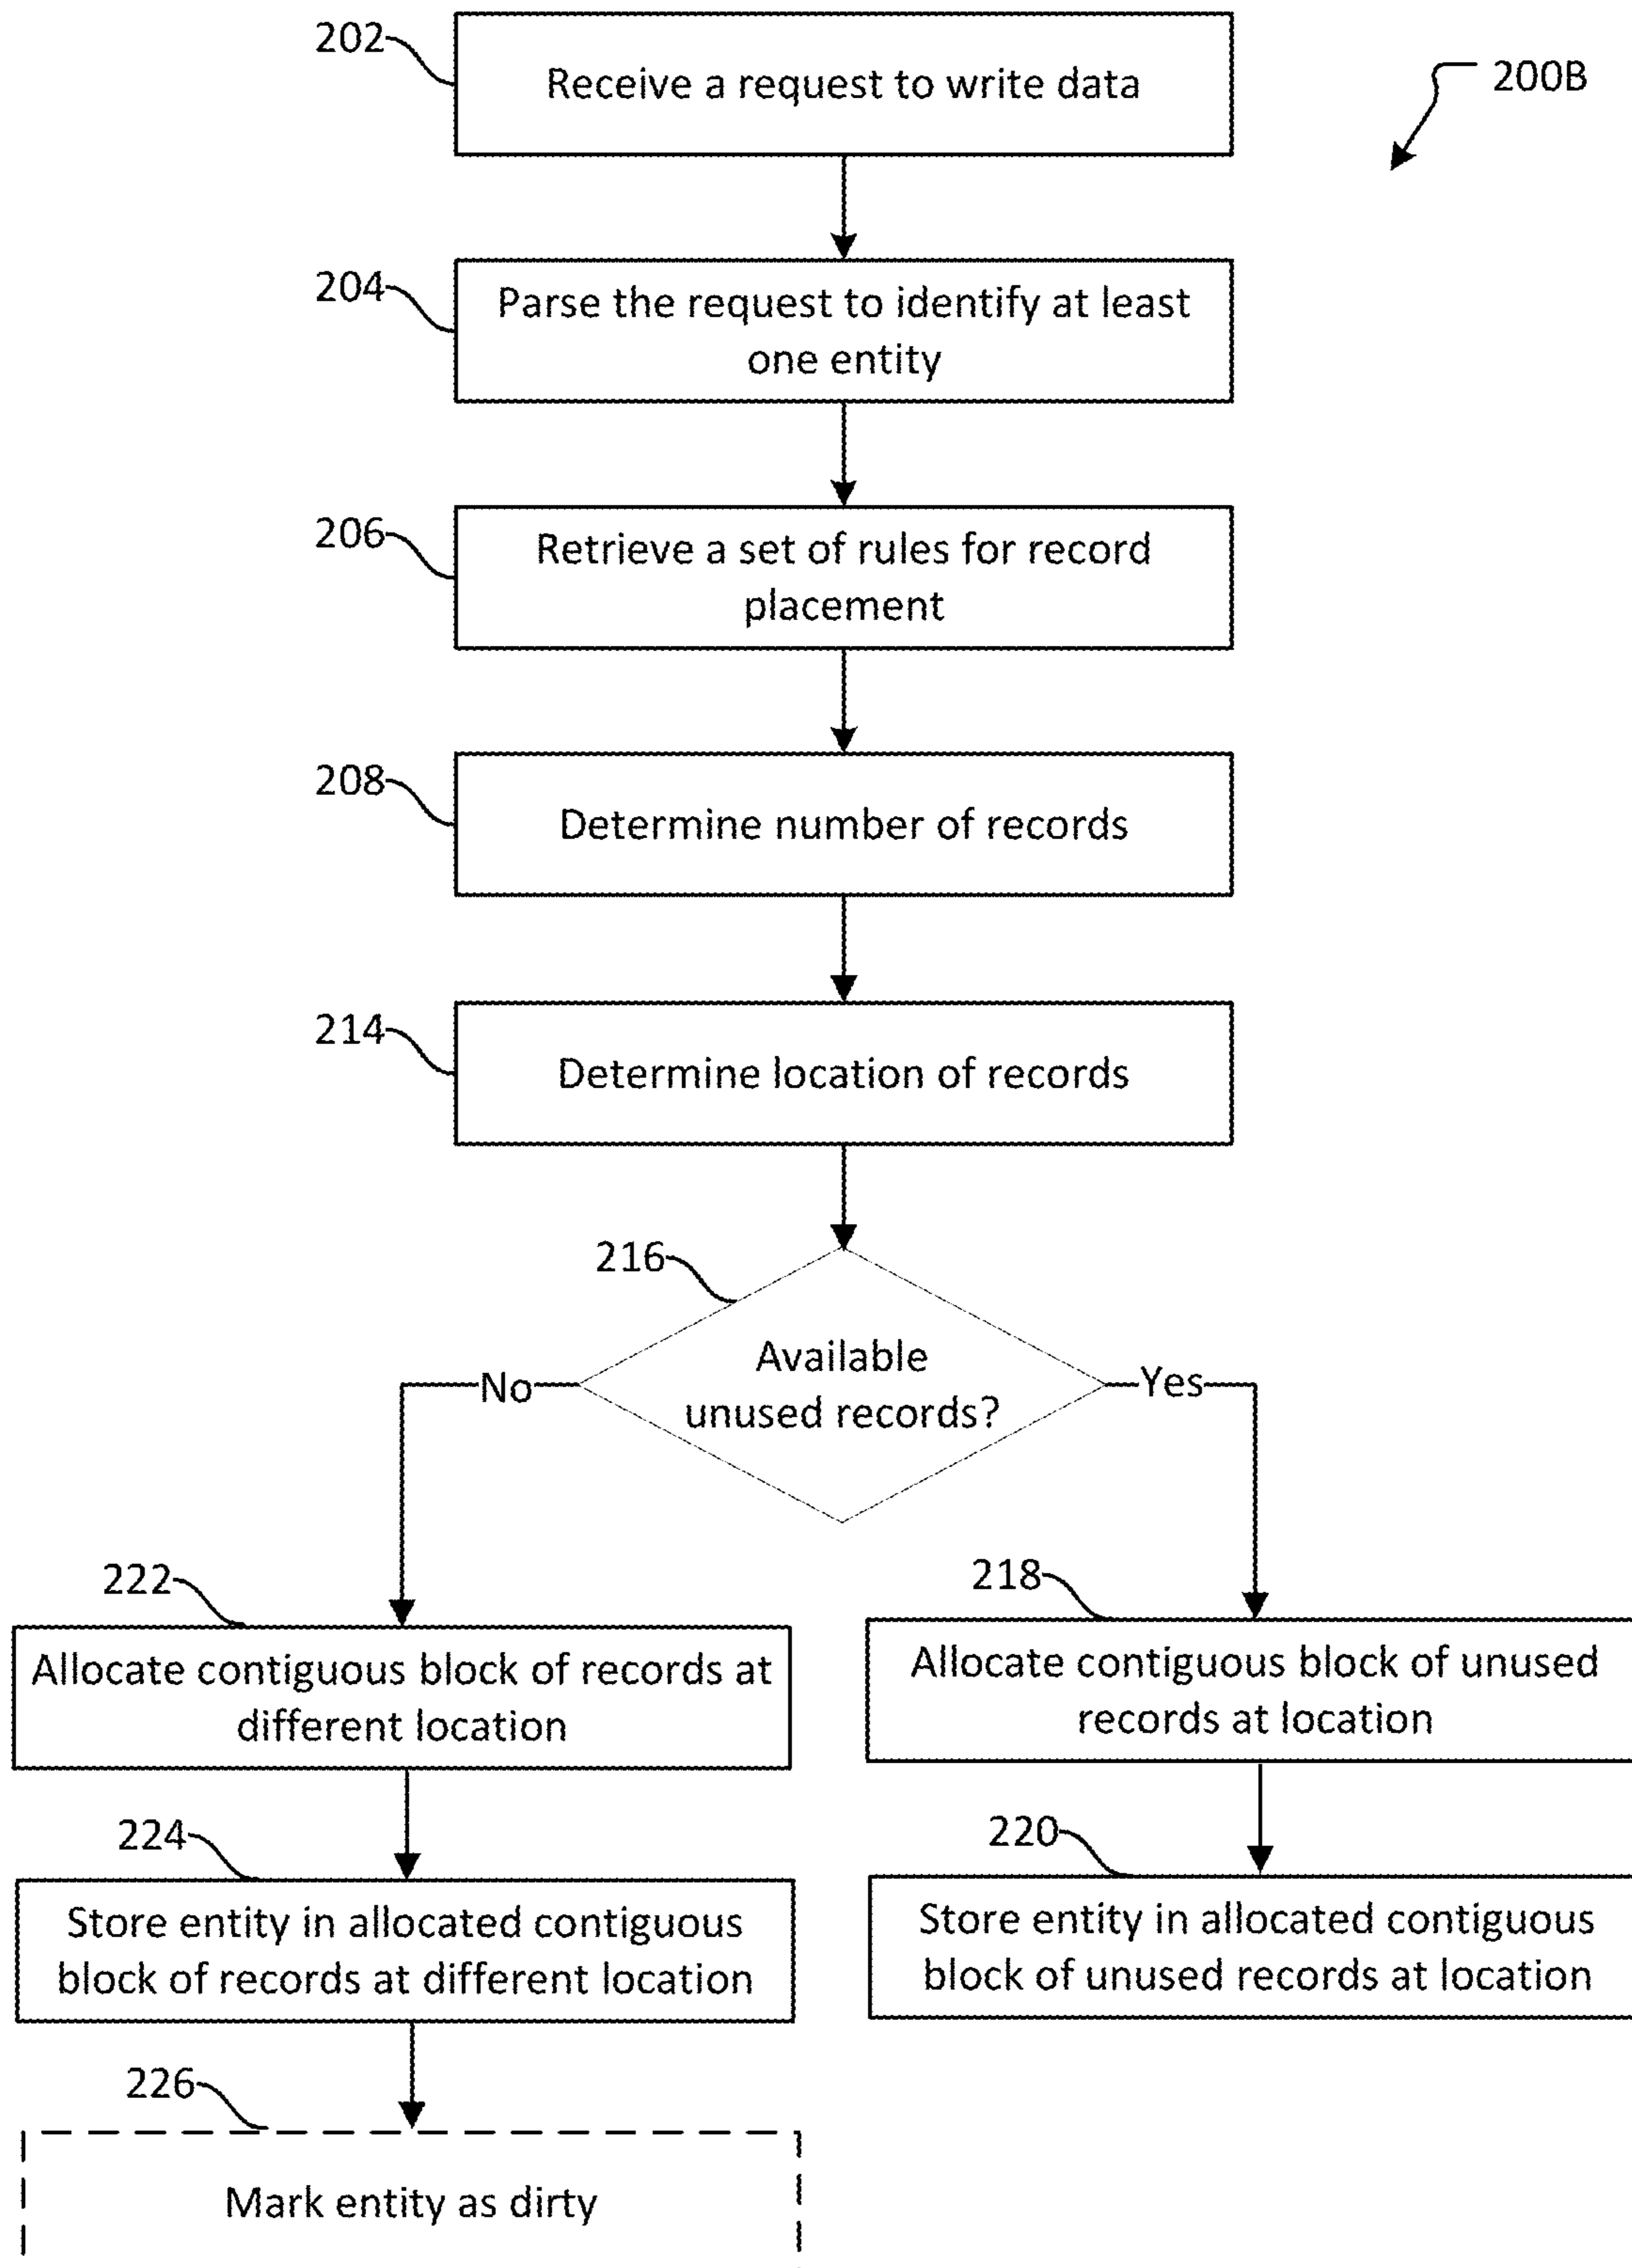 202
Receive a request to write data
200B
204
Parse the request to identify at least
one entity
206
Retrieve a set of rules for record
placement
208
Determine number of records
214
Determine location of records
216
Available
unused records?
No
Yes
222
Allocate contiguous block of records at
different location
218
Allocate contiguous block of unused
records at location
224
Store entity in allocated contiguous
block of records at different location
220
Store entity in allocated contiguous
block of unused records at location
226
Mark entity as dirty